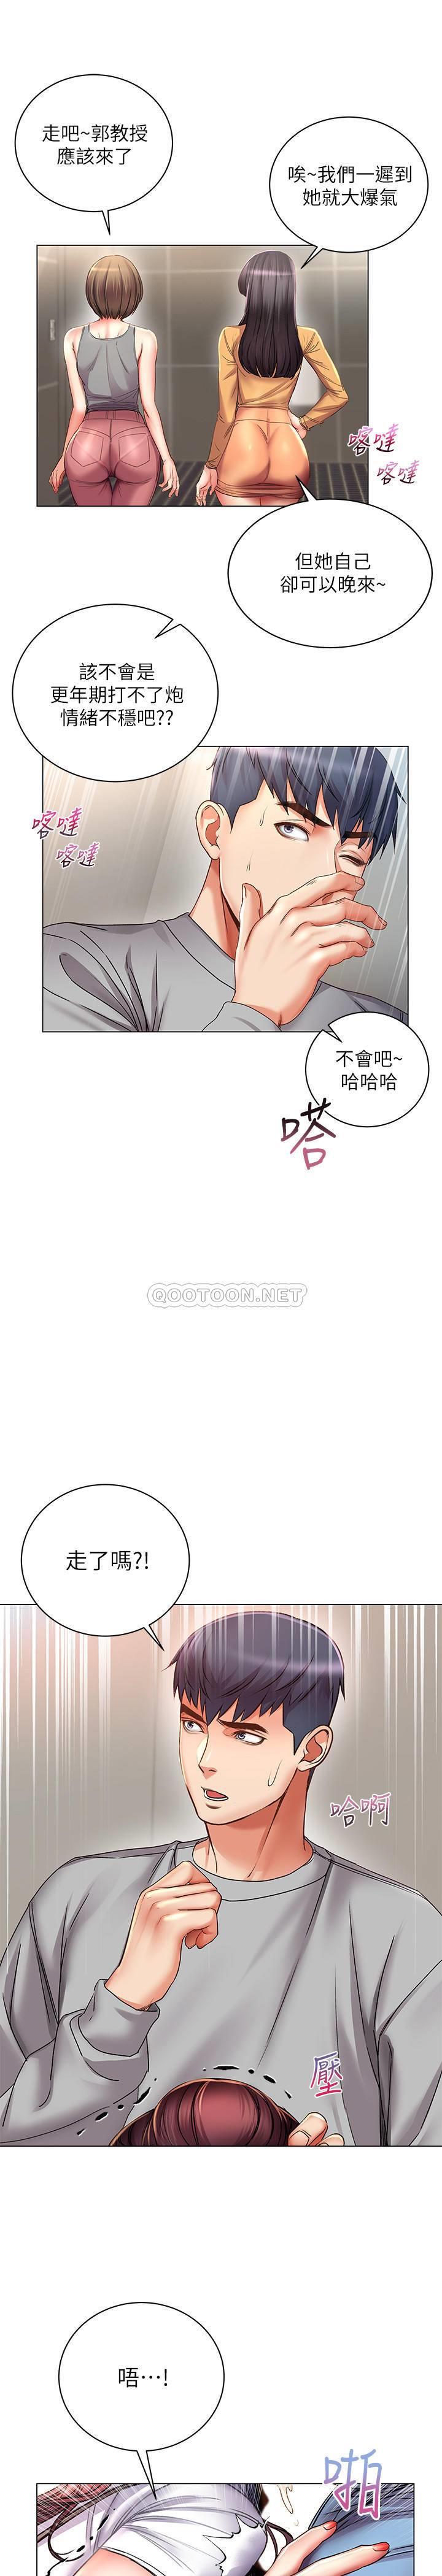 走吧~郭教授
應該來了
唉~我們一遲到
她就大爆氣
喀噠
喀噠
但她自己
卻可以晚來~
該不會是
更年期打不了炮
情緒不穩吧??
喀噠
喀噠
不會吧~
哈哈哈
嗒
QOOTOON.NET
走了嗎?!
哈啊
壓
唔⋯!
啪